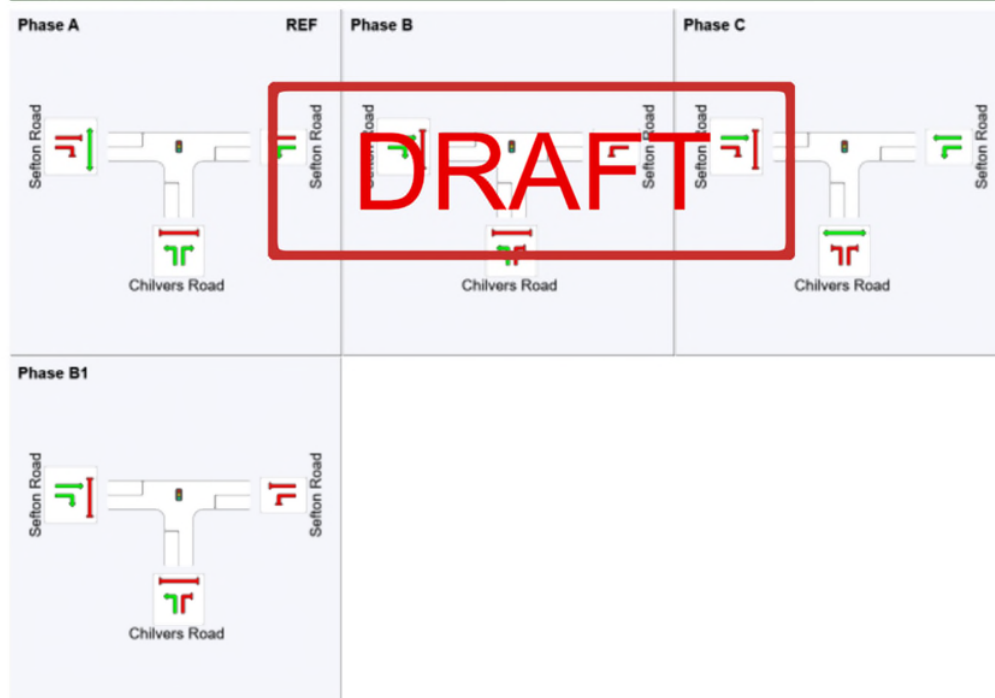 Phase A
REF
Phase B
Phase C
Sefton Road
Sefton Road
Sefton Road
Sefton Road
Sefton Road
Sefton Road
DRAFT
Chilvers Road
Chilvers Road
Chilvers Road
Phase B1
Sefton Road
Sefton Road
Chilvers Road